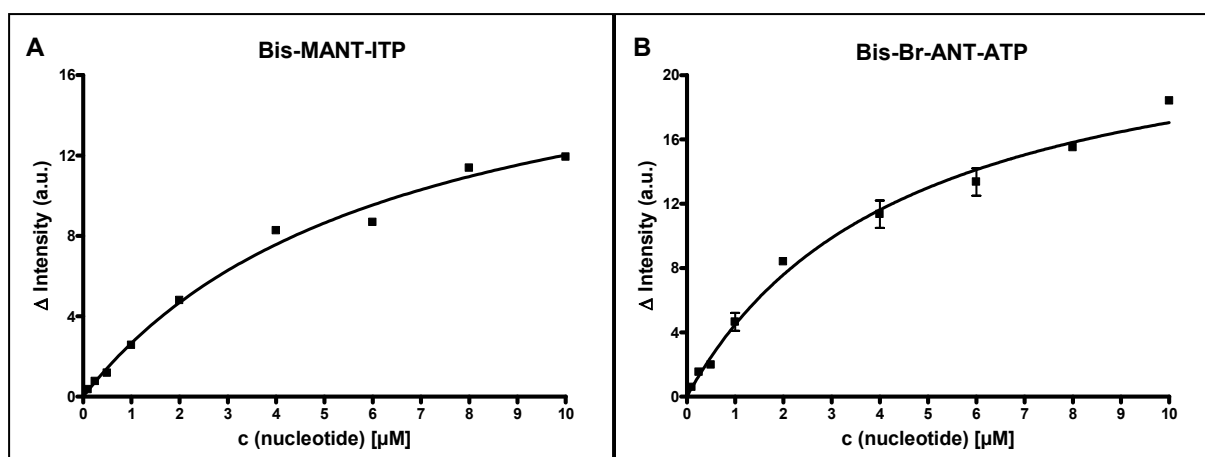 A
Bis-MANT-ITP
16
12
8
4
0
Δ Intensity (a.u.)
0 1 2 3 4 5 6 7 8 9 10
c (nucleotide) [µM]
B
Bis-Br-ANT-ATP
20
16
12
8
4
0
Δ Intensity (a.u.)
0 1 2 3 4 5 6 7 8 9 10
c (nucleotide) [µM]